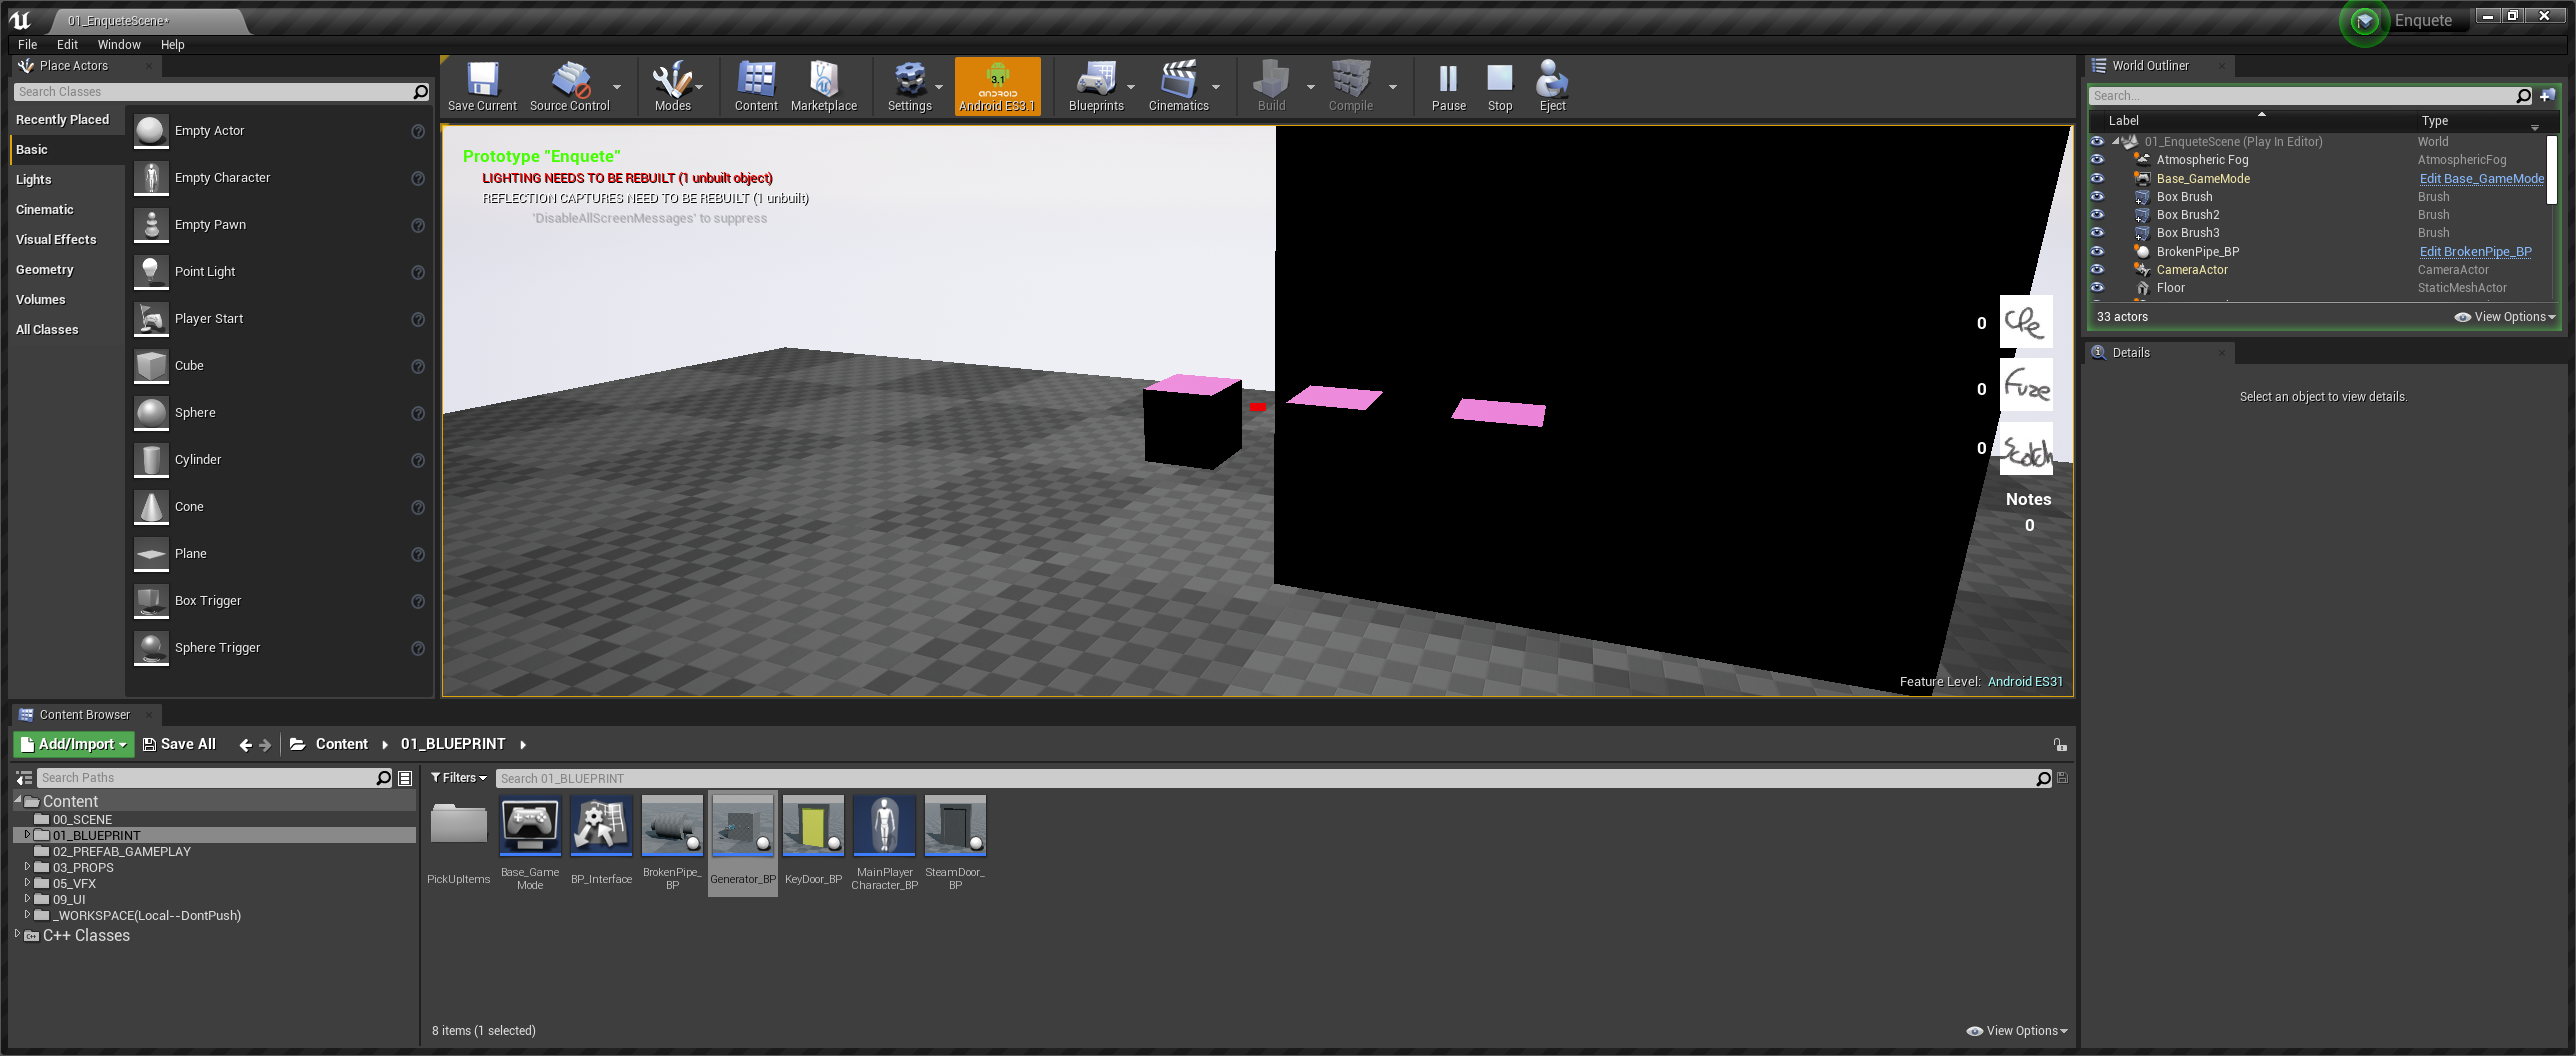 01_EnqueteScene*
Enquete
File Edit Window Help
Place Actors
Search Classes
Recently Placed
Basic
Lights
Cinematic
Visual Effects
Geometry
Volumes
All Classes
Empty Actor
Empty Character
Empty Pawn
Point Light
Player Start
Cube
Sphere
Cylinder
Cone
Plane
Box Trigger
Sphere Trigger
Save Current
Source Control
Modes
Content
Marketplace
Settings
3.1
ANDROID
Android ES3.1
Blueprints
Cinematics
Build
Compile
Pause
Stop
Eject
Prototype "Enquete"
LIGHTING NEEDS TO BE REBUILT (1 unbuilt object)
REFLECTION CAPTURES NEED TO BE REBUILT (1 unbuilt)
'DisableAllScreenMessages' to suppress
0 Cle
0 Fuze
0 Scotch
Notes
0
Feature Level: Android ES31
World Outliner
Search...
Label Type
01_EnqueteScene (Play In Editor) World
Atmospheric Fog AtmosphericFog
Base_GameMode Edit Base_GameMode
Box Brush Brush
Box Brush2 Brush
Box Brush3 Brush
BrokenPipe_BP Edit BrokenPipe_BP
CameraActor CameraActor
Floor StaticMeshActor
33 actors View Options
Details
Select an object to view details.
Content Browser
Add/Import Save All Content 01_BLUEPRINT
Search Paths
Content
00_SCENE
01_BLUEPRINT
02_PREFAB_GAMEPLAY
03_PROPS
05_VFX
09_UI
_WORKSPACE(Local--DontPush)
C++ Classes
Filters Search 01_BLUEPRINT
PickUpItems
Base_Game
Mode
BP_Interface
BrokenPipe_
BP
Generator_BP
KeyDoor_BP
MainPlayer
Character_BP
SteamDoor_
BP
8 items (1 selected) View Options